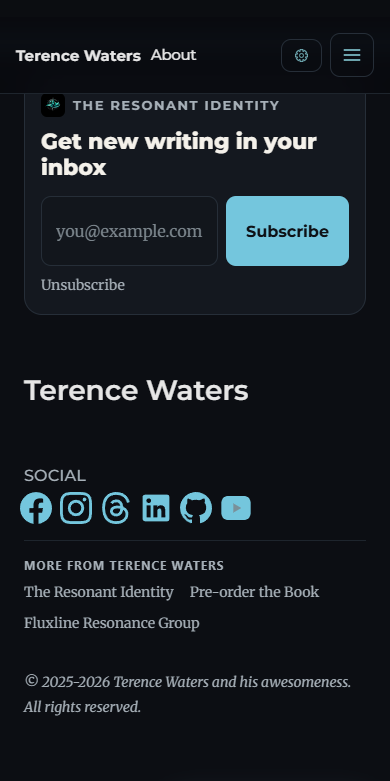 Terence Waters About
THE RESONANT IDENTITY
Get new writing in your
inbox
you@example.com Subscribe
Unsubscribe
Terence Waters
SOCIAL
MORE FROM TERENCE WATERS
The Resonant Identity Pre-order the Book
Fluxline Resonance Group
© 2025-2026 Terence Waters and his awesomeness.
All rights reserved.